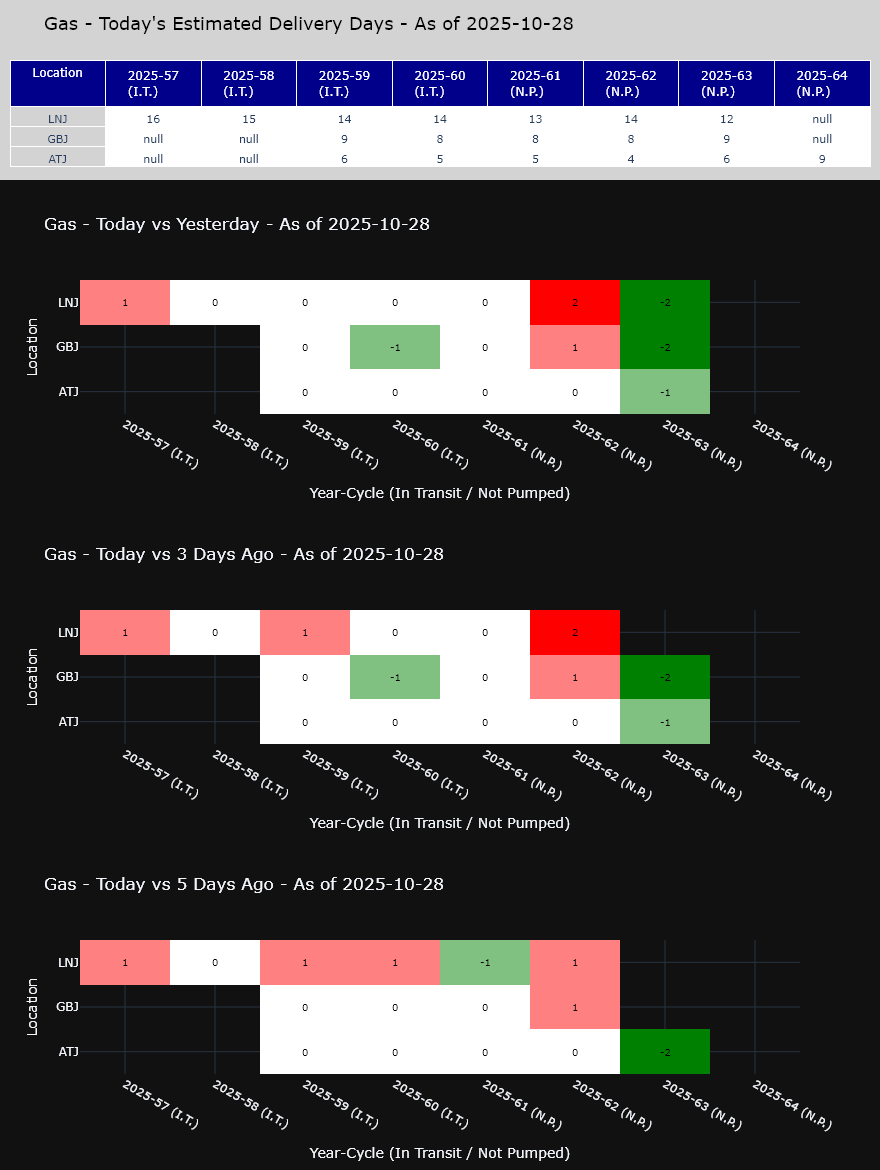 Gas - Today's Estimated Delivery Days - As of 2025-10-28
Location 2025-57 (I.T.) 2025-58 (I.T.) 2025-59 (I.T.) 2025-60 (I.T.) 2025-61 (N.P.) 2025-62 (N.P.) 2025-63 (N.P.) 2025-64 (N.P.)
LNJ 16 15 14 14 13 14 12 null
GBJ null null 9 8 8 8 9 null
ATJ null null 6 5 5 4 6 9
Gas - Today vs Yesterday - As of 2025-10-28
Location
LNJ 1 0 0 0 0 2 -2
GBJ 0 -1 0 1 -2
ATJ 0 0 0 0 -1
2025-57 (I.T.) 2025-58 (I.T.) 2025-59 (I.T.) 2025-60 (I.T.) 2025-61 (N.P.) 2025-62 (N.P.) 2025-63 (N.P.) 2025-64 (N.P.)
Year-Cycle (In Transit / Not Pumped)
Gas - Today vs 3 Days Ago - As of 2025-10-28
Location
LNJ 1 0 1 0 0 2
GBJ 0 -1 0 1 -2
ATJ 0 0 0 0 -1
2025-57 (I.T.) 2025-58 (I.T.) 2025-59 (I.T.) 2025-60 (I.T.) 2025-61 (N.P.) 2025-62 (N.P.) 2025-63 (N.P.) 2025-64 (N.P.)
Year-Cycle (In Transit / Not Pumped)
Gas - Today vs 5 Days Ago - As of 2025-10-28
Location
LNJ 1 0 1 1 -1 1
GBJ 0 0 0 1
ATJ 0 0 0 0 -2
2025-57 (I.T.) 2025-58 (I.T.) 2025-59 (I.T.) 2025-60 (I.T.) 2025-61 (N.P.) 2025-62 (N.P.) 2025-63 (N.P.) 2025-64 (N.P.)
Year-Cycle (In Transit / Not Pumped)